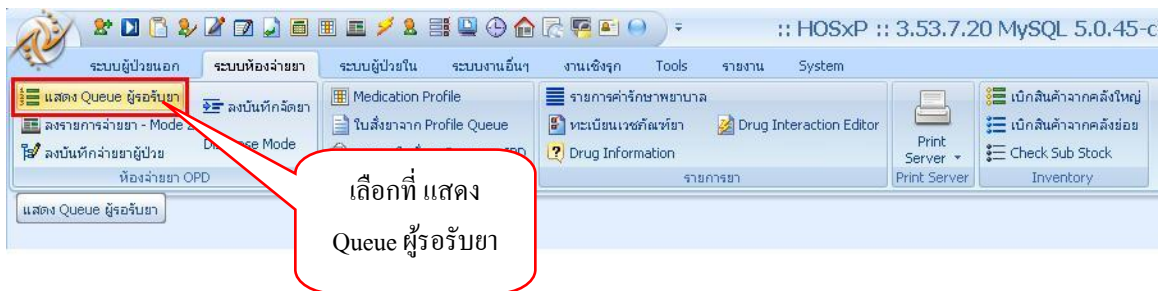 :: HOSxP :: 3.53.7.20 MySQL 5.0.45-c
ระบบผู้ป่วยนอก ระบบห้องจ่ายยา ระบบผู้ป่วยใน ระบบงานอื่นๆ งานเชิงรุก Tools รายงาน System
แสดง Queue ผู้รอรับยา
ลงรายการจ่ายยา - Mode
ลงบันทึกจ่ายยาผู้ป่วย
ลงบันทึกจัดยา
Mode
ห้องจ่ายยา OPD
Medication Profile
ใบสั่งยาจาก Profile Queue
รายการค่ารักษาพยาบาล
ทะเบียนเวชภัณฑ์ยา Drug Interaction Editor
Drug Information
รายการยา
Print
Server
Print Server
เบิกสินค้าจากคลังใหญ่
เบิกสินค้าจากคลังย่อย
Check Sub Stock
Inventory
แสดง Queue ผู้รอรับยา
เลือกที่ แสดง
Queue ผู้รอรับยา